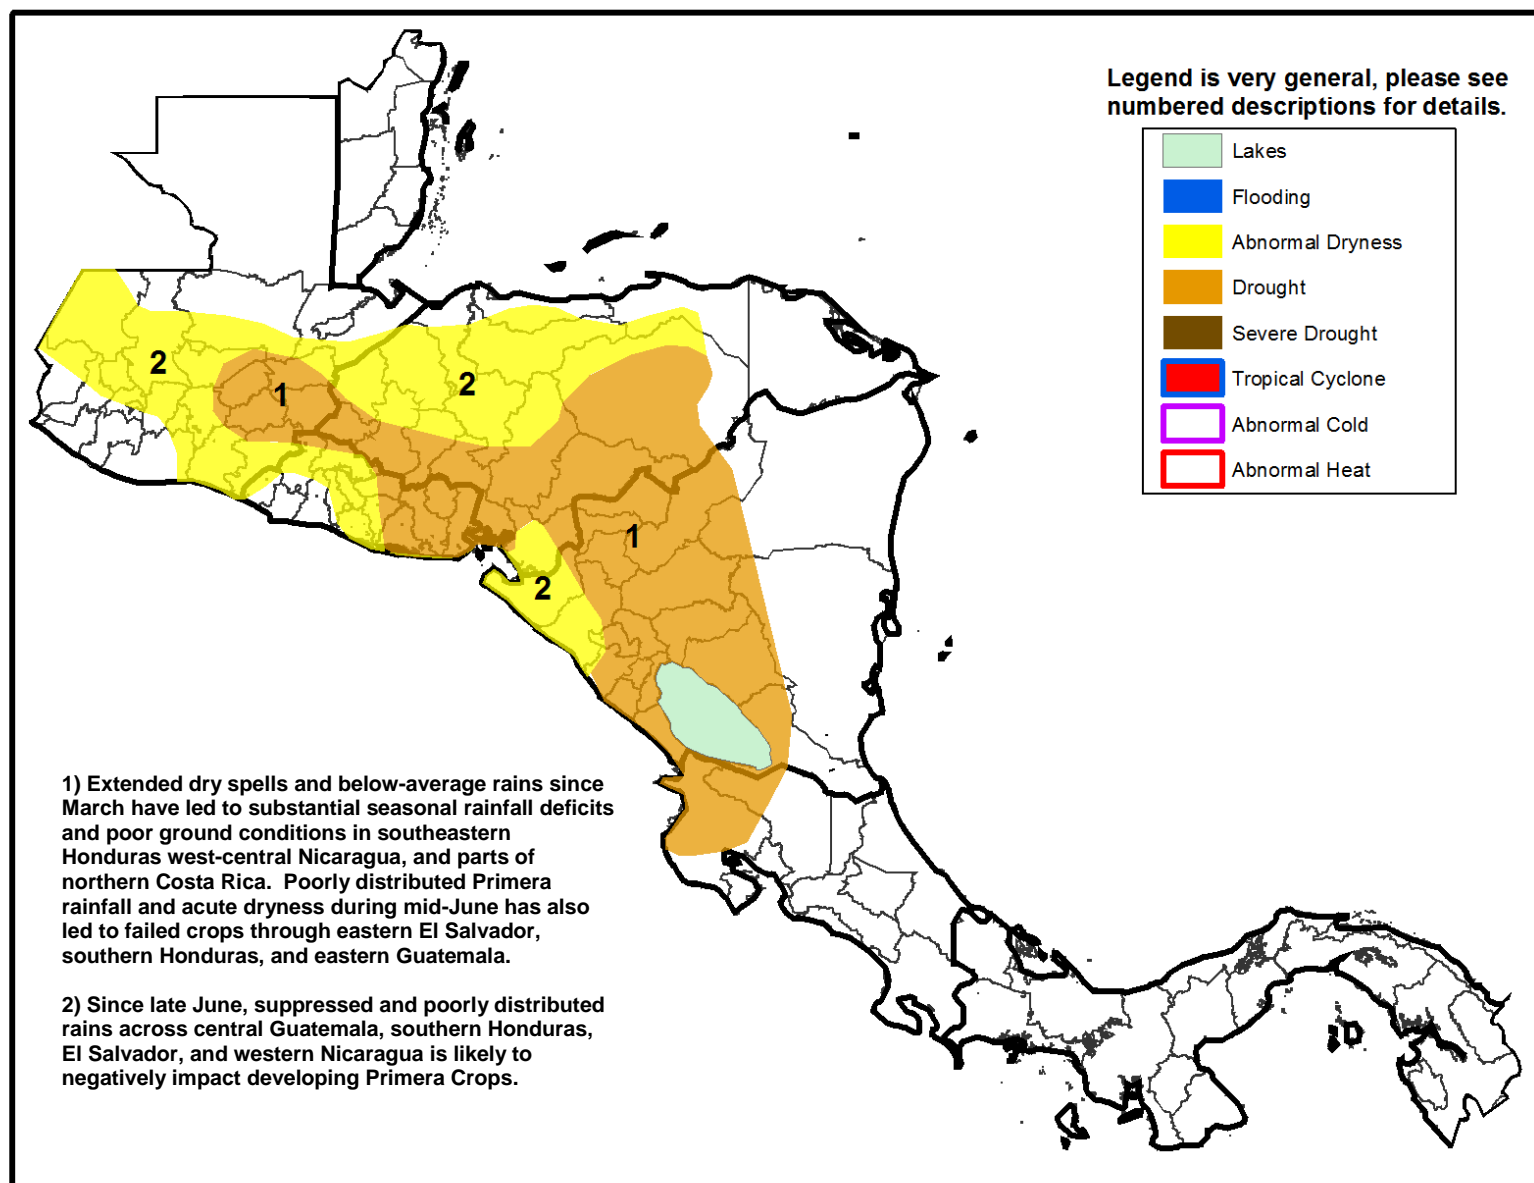 Legend is very general, please see
numbered descriptions for details.
Lakes
Flooding
Abnormal Dryness
Drought
Severe Drought
Tropical Cyclone
Abnormal Cold
Abnormal Heat
2
1
2
1
2
1) Extended dry spells and below-average rains since
March have led to substantial seasonal rainfall deficits
and poor ground conditions in southeastern
Honduras west-central Nicaragua, and parts of
northern Costa Rica.  Poorly distributed Primera
rainfall and acute dryness during mid-June has also
led to failed crops through eastern El Salvador,
southern Honduras, and eastern Guatemala.
2) Since late June, suppressed and poorly distributed
rains across central Guatemala, southern Honduras,
El Salvador, and western Nicaragua is likely to
negatively impact developing Primera Crops.